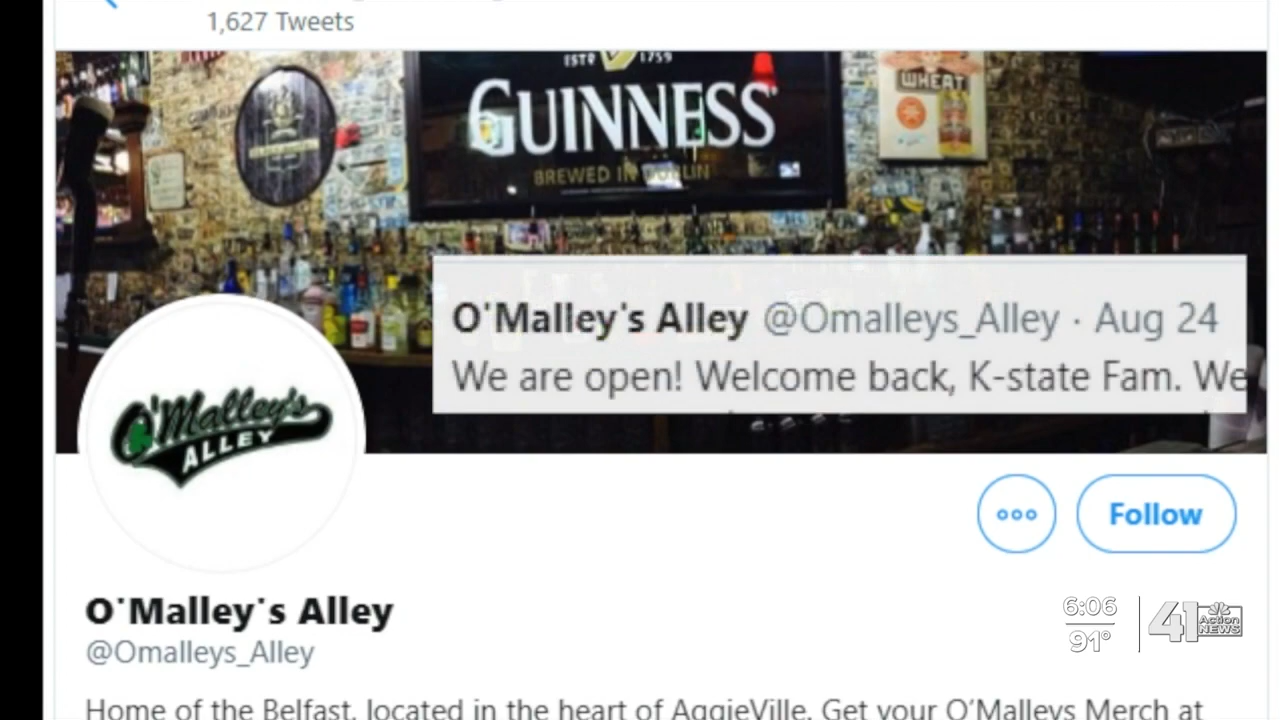 1,627 Tweets
ESTD 1759
GUINNESS
BREWED IN DUBLIN
WHEAT
O'Malley's Alley @Omalleys_Alley · Aug 24
We are open! Welcome back, K-state Fam. We
O'Malley's
ALLEY
Follow
O'Malley's Alley
@Omalleys_Alley
6:06
91°
41 Action
NEWS
Home of the Belfast, located in the heart of AggieVille. Get your O'Malleys Merch at